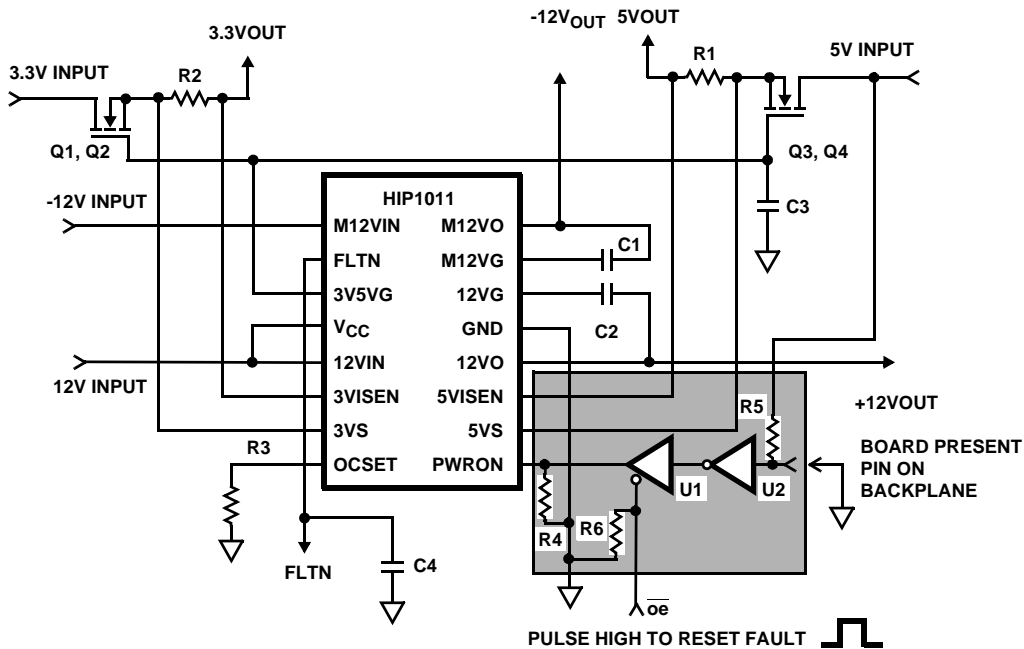 -12VOUT
5VOUT
3.3VOUT
R1
5V INPUT
3.3V INPUT
R2
Q1, Q2
Q3, Q4
HIP1011
-12V INPUT
M12VIN
M12VO
C3
C1
FLTN
M12VG
3V5VG
12VG
VCC
GND
C2
12VIN
12VO
12V INPUT
3VISEN
5VISEN
R5
+12VOUT
3VS
5VS
R3
OCSET
PWRON
BOARD PRESENT
PIN ON
BACKPLANE
U1
U2
R4
R6
FLTN
C4
oe
PULSE HIGH TO RESET FAULT